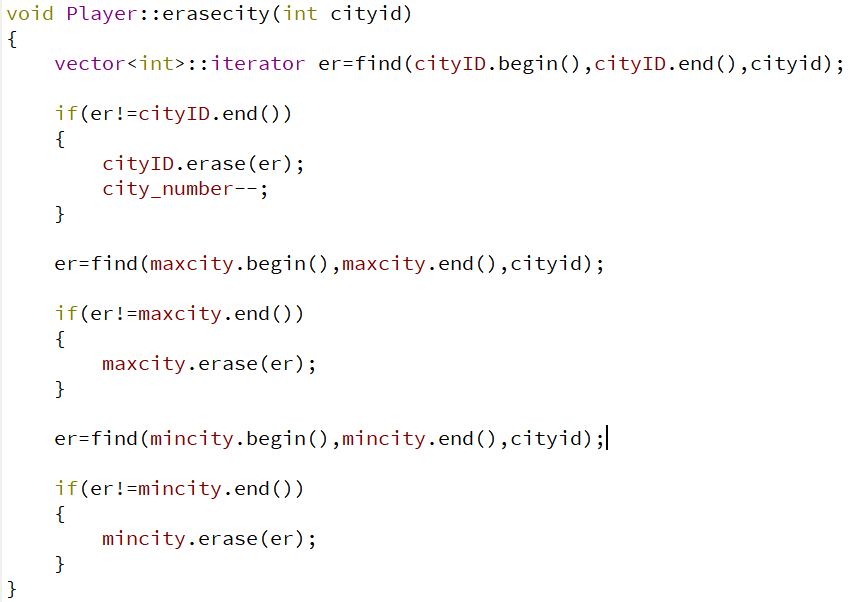 void Player::erasecity(int cityid)
{
    vector<int>::iterator er=find(cityID.begin(),cityID.end(),cityid);

    if(er!=cityID.end())
    {
        cityID.erase(er);
        city_number--;
    }

    er=find(maxcity.begin(),maxcity.end(),cityid);

    if(er!=maxcity.end())
    {
        maxcity.erase(er);
    }

    er=find(mincity.begin(),mincity.end(),cityid);

    if(er!=mincity.end())
    {
        mincity.erase(er);
    }
}